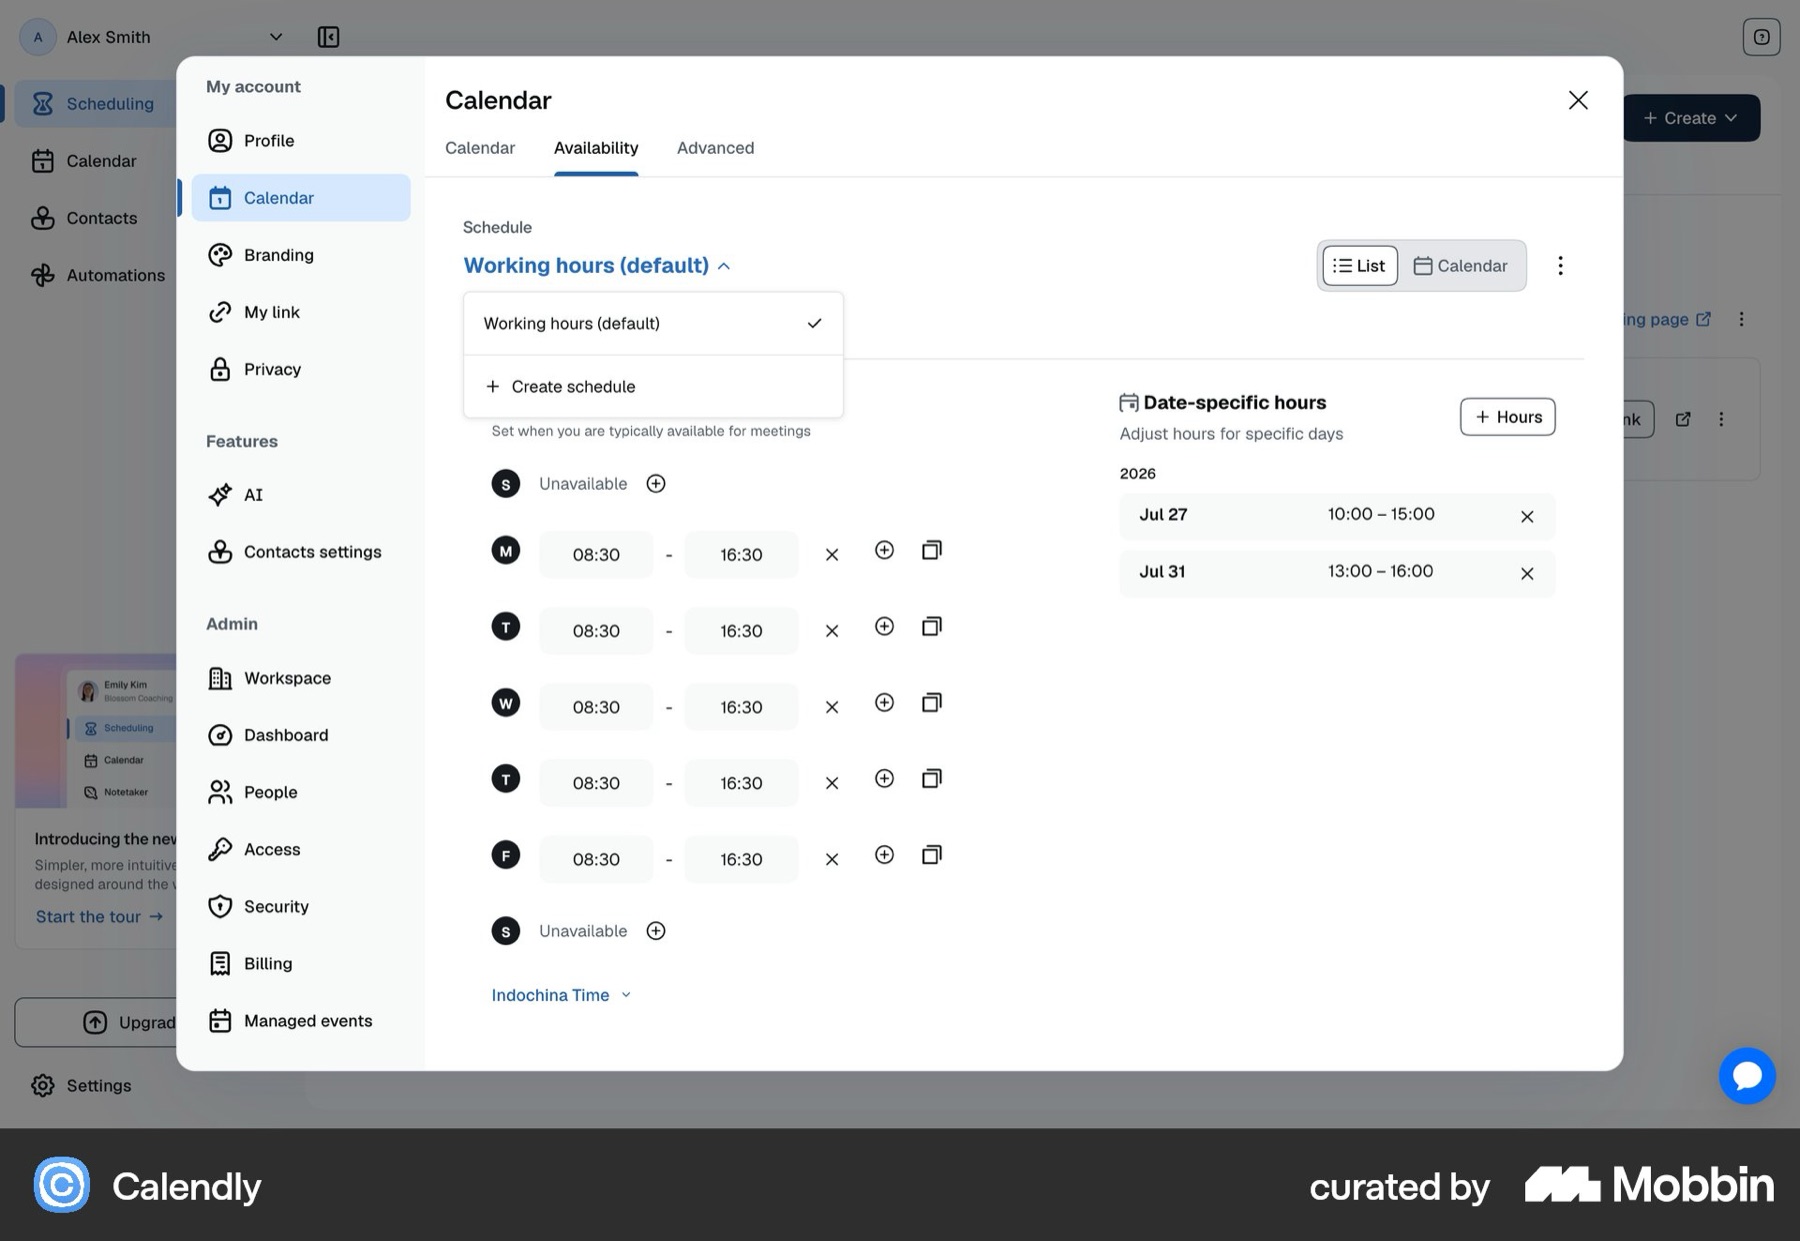 A Alex Smith
Scheduling
Calendar
Contacts
Automations
Emily Kim
Blossom Coaching
Scheduling
Calendar
Notetaker
Introducing the new
Simpler, more intuitive
designed around the
Start the tour →
Upgrad
Settings
My account
Profile
Calendar
Branding
My link
Privacy
Features
AI
Contacts settings
Admin
Workspace
Dashboard
People
Access
Security
Billing
Managed events
Calendar
Calendar Availability Advanced
Schedule
Working hours (default)
List Calendar
Working hours (default)
+ Create schedule
Set when you are typically available for meetings
S Unavailable
M 08:30 - 16:30
T 08:30 - 16:30
W 08:30 - 16:30
T 08:30 - 16:30
F 08:30 - 16:30
S Unavailable
Indochina Time
Date-specific hours
Adjust hours for specific days
+ Hours
2026
Jul 27 10:00 – 15:00
Jul 31 13:00 – 16:00
+ Create
ing page
nk
Calendly
curated by Mobbin